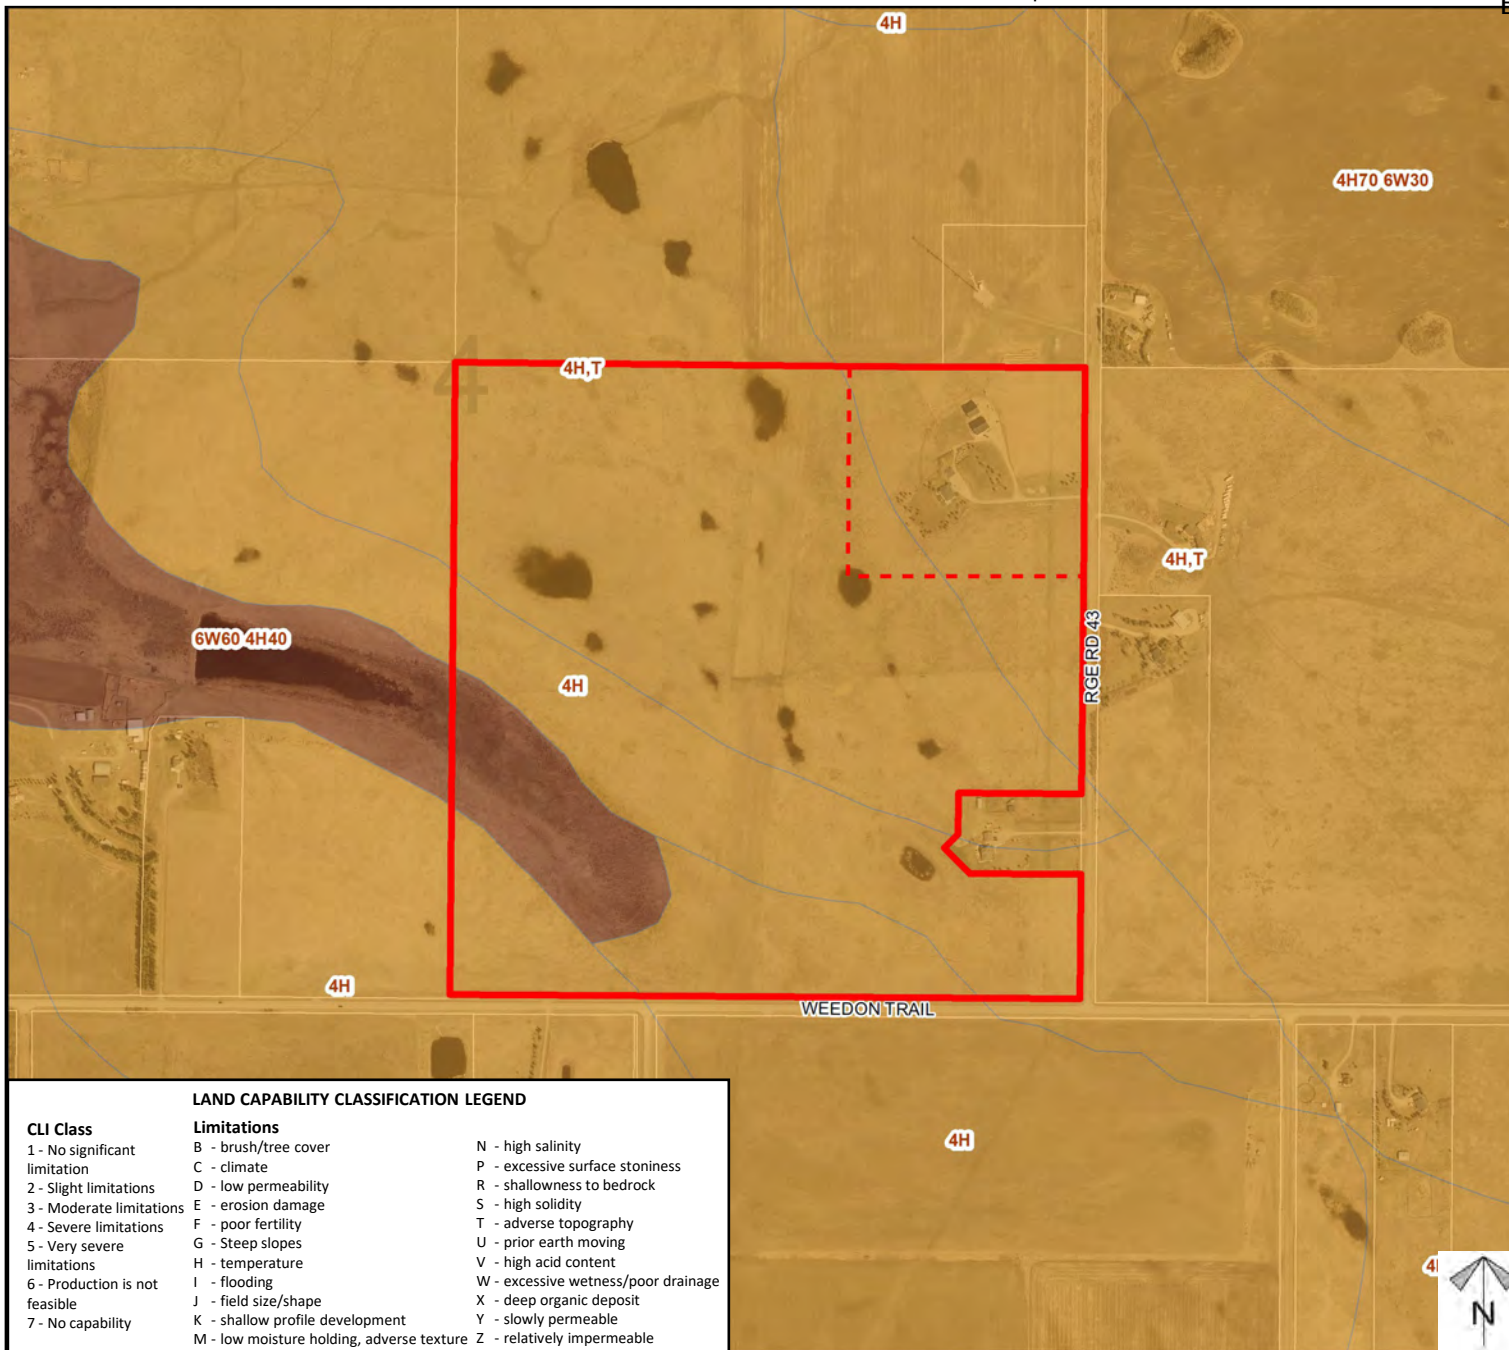 4H
4H70 6W30
4
4H,T
4H,T
6W60 4H40
RGE RD 43
4H
4H
WEEDON TRAIL
4H
LAND CAPABILITY CLASSIFICATION LEGEND
CLI Class
1 - No significant
limitation
2 - Slight limitations
3 - Moderate limitations
4 - Severe limitations
5 - Very severe
limitations
6 - Production is not
feasible
7 - No capability
Limitations
B - brush/tree cover
C - climate
D - low permeability
E - erosion damage
F - poor fertility
G - Steep slopes
H - temperature
I - flooding
J - field size/shape
K - shallow profile development
M - low moisture holding, adverse texture
N - high salinity
P - excessive surface stoniness
R - shallowness to bedrock
S - high solidity
T - adverse topography
U - prior earth moving
V - high acid content
W - excessive wetness/poor drainage
X - deep organic deposit
Y - slowly permeable
Z - relatively impermeable
N